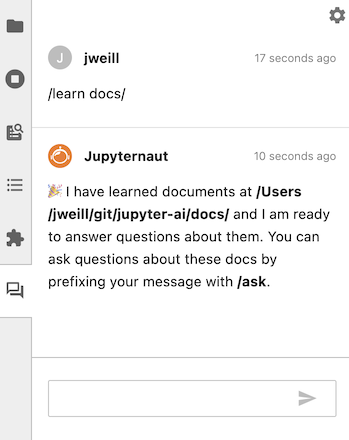 J jweill 17 seconds ago
/learn docs/
Jupyternaut 10 seconds ago
🎉 I have learned documents at /Users
/jweill/git/jupyter-ai/docs/ and I am ready
to answer questions about them. You can
ask questions about these docs by
prefixing your message with /ask.